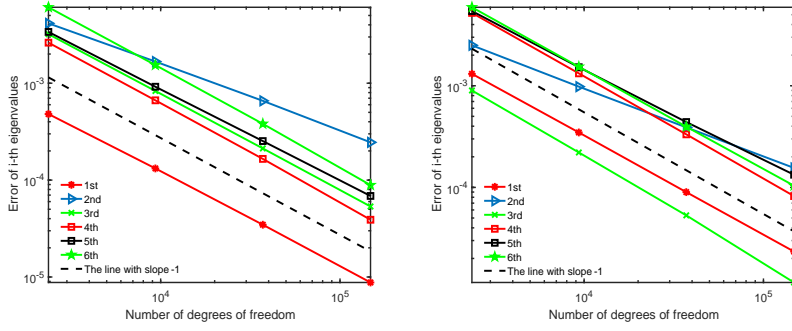 Error of i-th eigenvalues
10^-3
10^-4
10^-5
1st
2nd
3rd
4th
5th
6th
The line with slope -1
10^4
10^5
Number of degrees of freedom
Error of i-th eigenvalues
10^-3
10^-4
1st
2nd
3rd
4th
5th
6th
The line with slope -1
10^4
10^5
Number of degrees of freedom